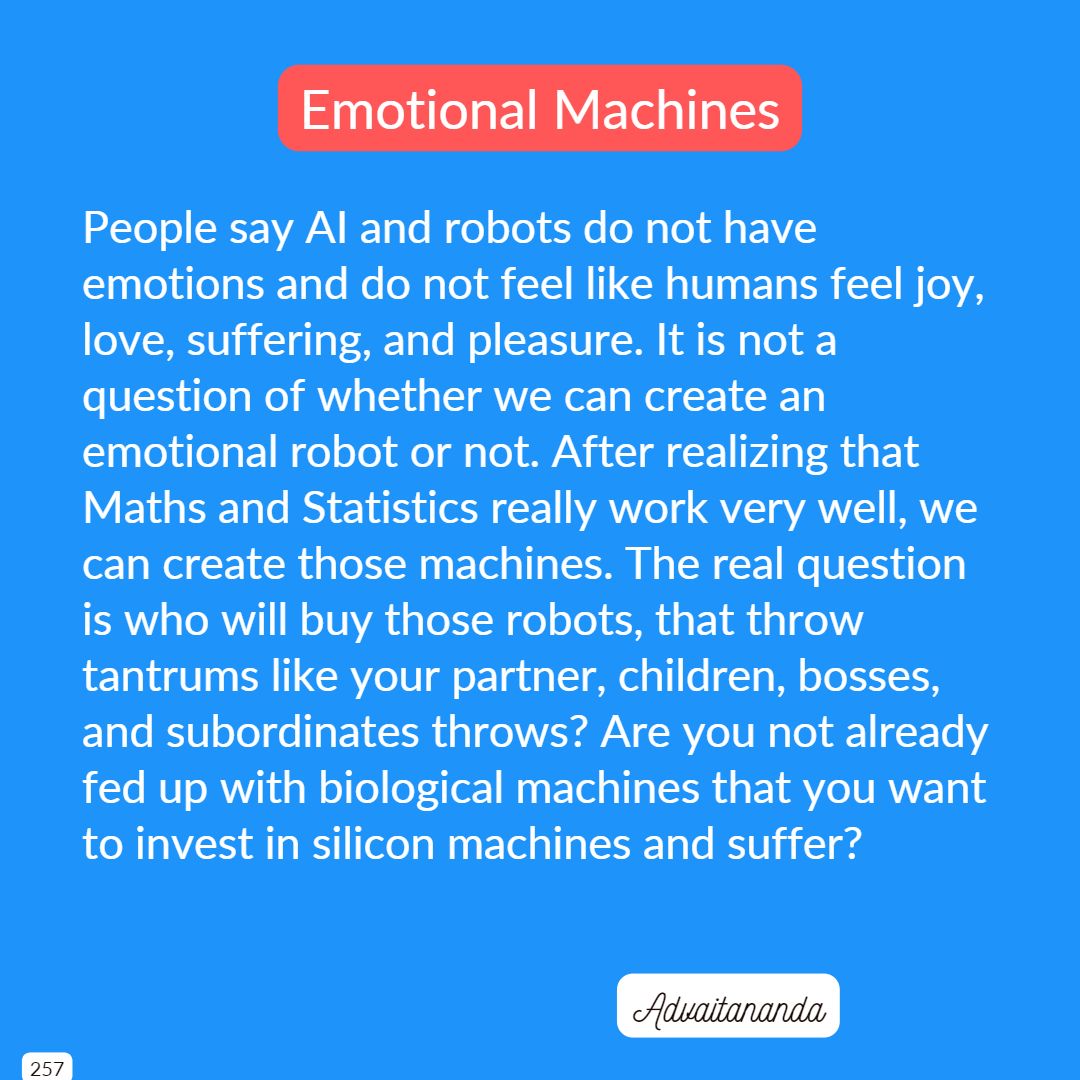 Emotional Machines
People say AI and robots do not have
emotions and do not feel like humans feel joy,
love, suffering, and pleasure. It is not a
question of whether we can create an
emotional robot or not. After realizing that
Maths and Statistics really work very well, we
can create those machines. The real question
is who will buy those robots, that throw
tantrums like your partner, children, bosses,
and subordinates throws? Are you not already
fed up with biological machines that you want
to invest in silicon machines and suffer?
Advaitananda
257